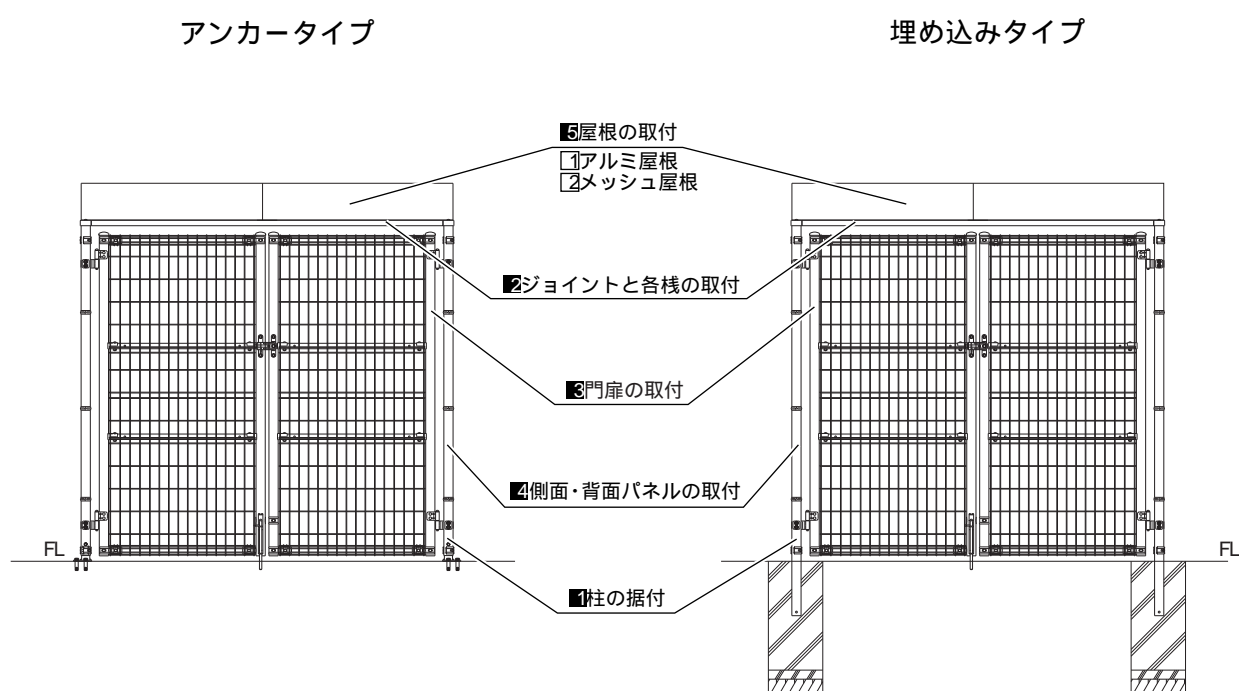 アンカータイプ
埋め込みタイプ
5屋根の取付
1アルミ屋根
2メッシュ屋根
2ジョイントと各桟の取付
3門扉の取付
4側面・背面パネルの取付
FL
FL
1柱の据付